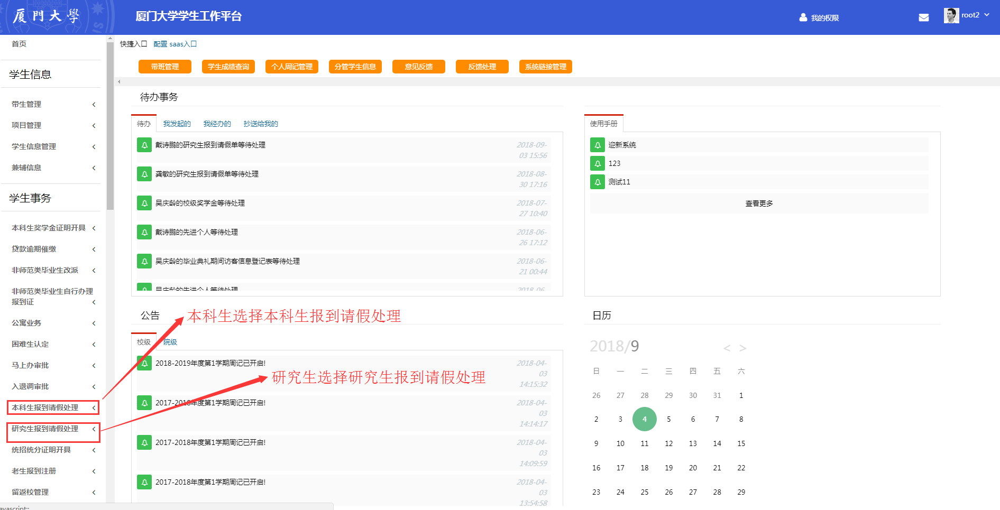 厦門大學
厦门大学学生工作平台
我的权限
root2
首页
学生信息
带生管理
项目管理
学生信息管理
兼辅信息
学生事务
本科生奖学金证明开具
贷款逾期催缴
非师范类毕业生改派
非师范类毕业生自行办理
报到证
公寓业务
困难生认定
马上办审批
入退调审批
本科生报到请假处理
研究生报到请假处理
统招统分证明开具
老生报到注册
留返校管理
avascript:;
快捷入口 配置 saas入口
带班管理 学生成绩查询 个人周记管理 分管学生信息 意见反馈 反馈处理 系统链接管理
待办事务
待办 我发起的 我经办的 抄送给我的
戴诗鹏的研究生报到请假单等待处理 2018-09-
03 15:56
龚敏的研究生报到请假单等待处理 2018-08-
30 17:16
吴庆龄的校级奖学金等待处理 2018-07-
27 10:40
戴诗鹏的先进个人等待处理 2018-06-
26 17:12
吴庆龄的毕业典礼期间访客信息登记表等待处理 2018-06-
21 00:44
吴庆龄的先进个人等待处理 2018-06-
使用手册
迎新系统
123
测试11
查看更多
公告
本科生选择本科生报到请假处理
校级 院级
2018-2019年度第1学期周记已开启! 2018-04-
03
14:15:32
研究生选择研究生报到请假处理
2017-2018年度第1学期周记已开启! 2018-04-
03
14:14:17
2017-2018年度第1学期周记已开启! 2018-04-
03
14:09:59
2017-2018年度第1学期周记已开启! 2018-04-
03
13:54:58
日历
2018/9 < >
日 一 二 三 四 五 六
26 27 28 29 30 31 1
2 3 4 5 6 7 8
9 10 11 12 13 14 15
16 17 18 19 20 21 22
23 24 25 26 27 28 29